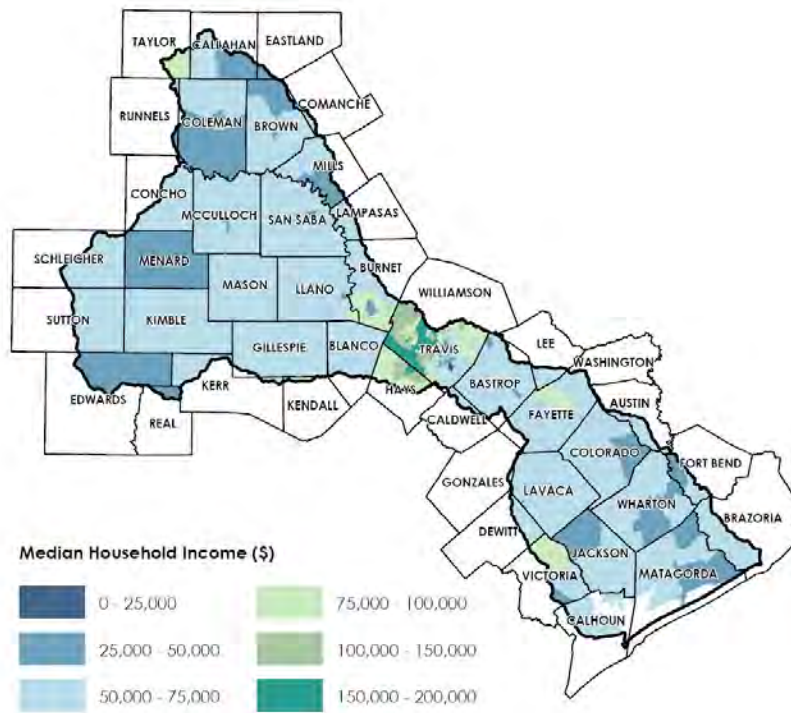 TAYLOR
CALLAHAN
EASTLAND
RUNNELS
COLEMAN
BROWN
COMANCHE
MILLS
CONCHO
MCCULLOCH
SAN SABA
LAMPASAS
SCHLEIGHER
MENARD
MASON
LLANO
BURNET
WILLIAMSON
SUTTON
KIMBLE
GILLESPIE
BLANCO
TRAVIS
LEE
WASHINGTON
EDWARDS
REAL
KERR
KENDALL
HAYS
CALDWELL
BASTROP
FAYETTE
AUSTIN
GONZALES
LAVACA
COLORADO
FORT BEND
DEWITT
WHARTON
BRAZORIA
VICTORIA
JACKSON
MATAGORDA
CALHOUN
Median Household Income ($)
0 - 25,000
25,000 - 50,000
50,000 - 75,000
75,000 - 100,000
100,000 - 150,000
150,000 - 200,000